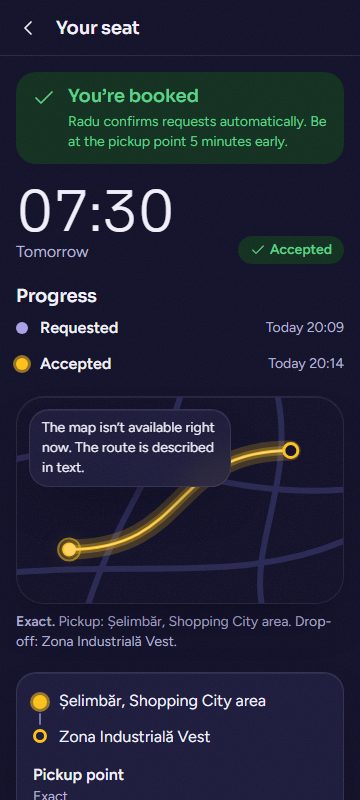 Your seat
You’re booked
Radu confirms requests automatically. Be
at the pickup point 5 minutes early.
07:30
Tomorrow
Accepted
Progress
Requested
Today 20:09
Accepted
Today 20:14
The map isn’t available right
now. The route is described
in text.
Exact. Pickup: Șelimbăr, Shopping City area. Drop-
off: Zona Industrială Vest.
Șelimbăr, Shopping City area
Zona Industrială Vest
Pickup point
Exact